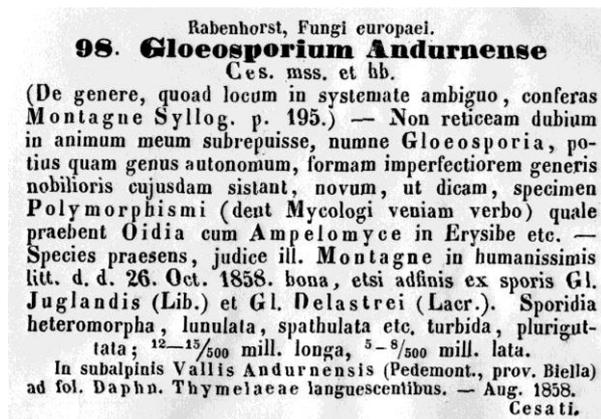 Rabenhorst, Fungi europaei.
98. Gloeosporium Andurnense
Ces. mss. et hb.
(De genere, quoad locum in systemate ambiguo, conferas
Montagne Syllog. p. 195.) — Non reticeam dubium
in animum meum subrepuisse, numne Gloeosporia, po-
tius quam genus autonomum, formam imperfectiorem generis
nobilioris cujusdam sistant, novum, ut dicam, specimen
Polymorphismi (dent Mycologi veniam verbo) quale
praebent Oidia cum Ampelomyce in Erysibe etc. —
Species praesens, judice ill. Montagne in humanissimis
litt. d. d. 26. Oct. 1858. bona, etsi adfinis ex sporis Gl.
Juglandis (Lib.) et Gl. Delastrei (Lacr.). Sporidia
heteromorpha, lunulata, spathulata etc. turbida, plurigut-
tata; 12—15/500 mill. longa, 5—8/500 mill. lata.
In subalpinis Vallis Andurnensis (Pedemont., prov. Biella)
ad fol. Daphn. Thymelaeae languescentibus. — Aug. 1858.
Cesati.